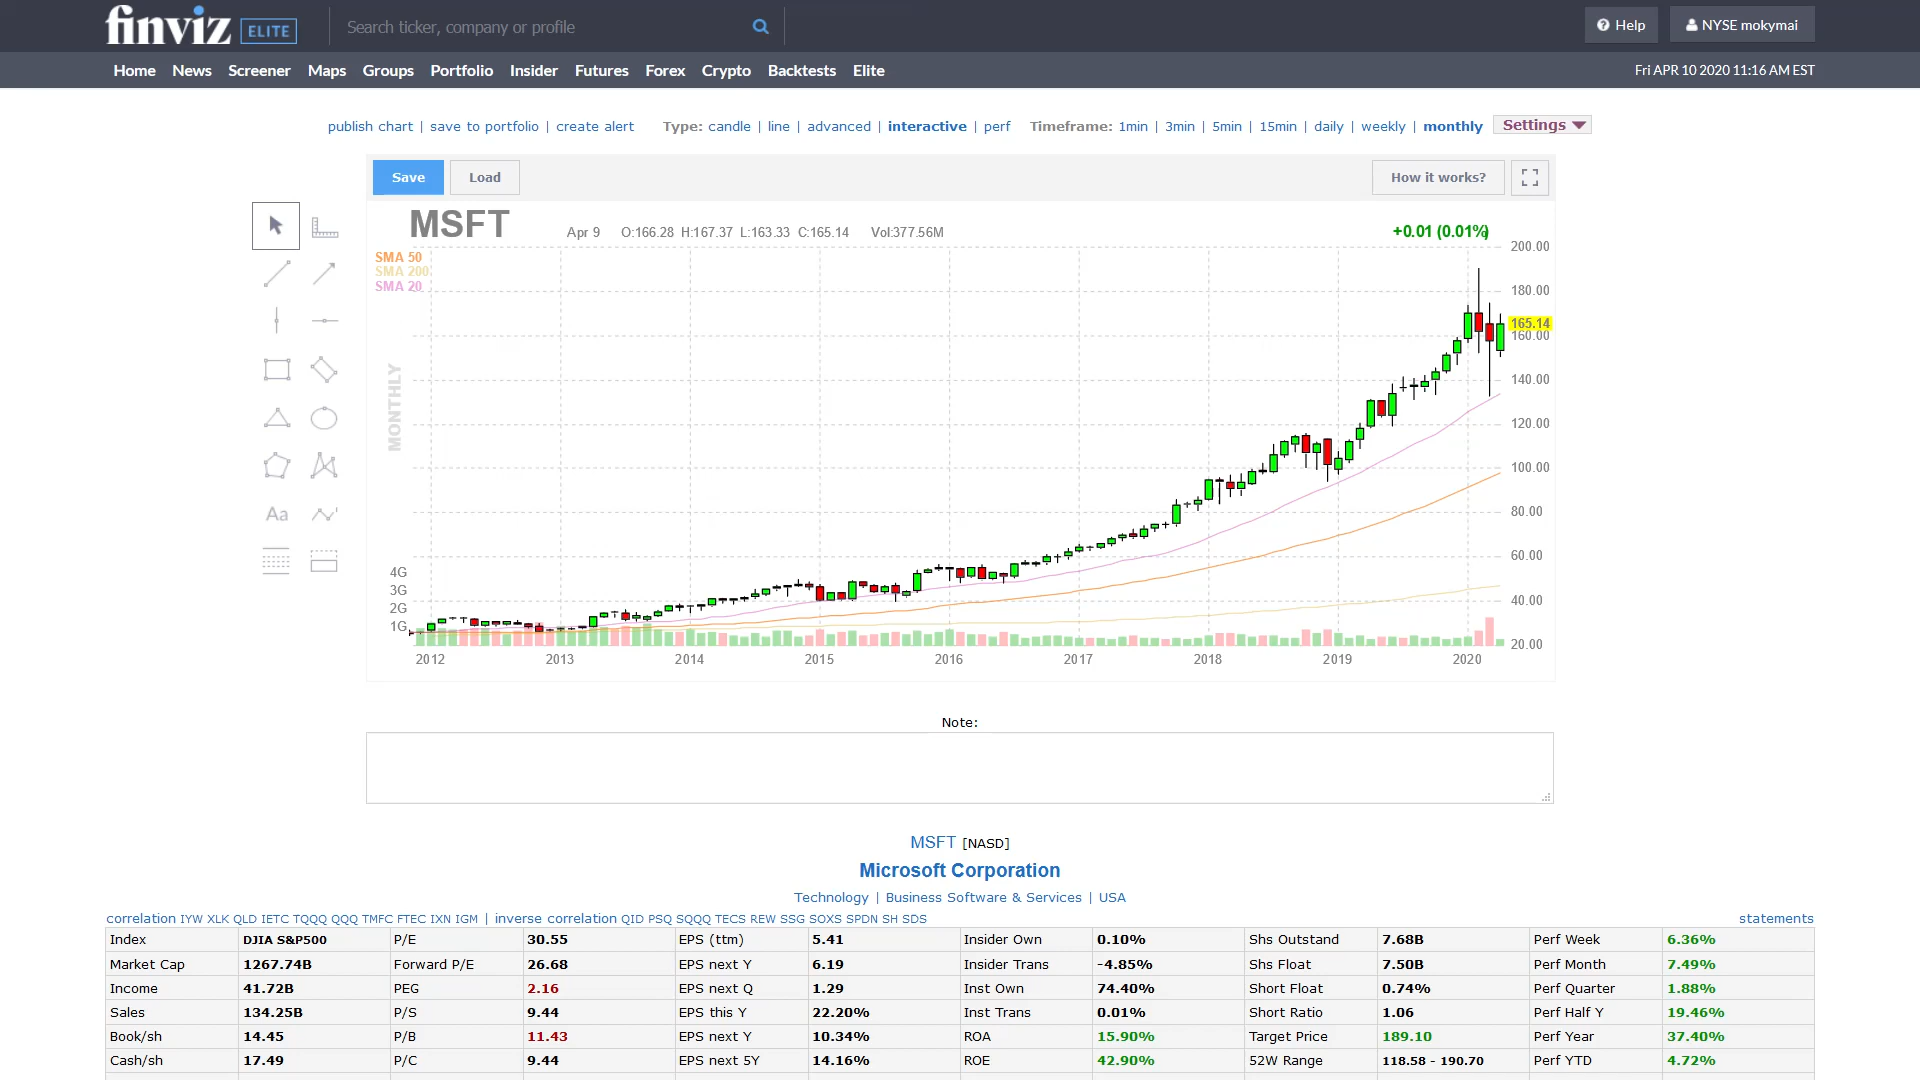 finviz ELITE Search ticker, company or profile Help NYSE mokymai
Home News Screener Maps Groups Portfolio Insider Futures Forex Crypto Backtests Elite Fri APR 10 2020 11:16 AM EST
publish chart | save to portfolio | create alert Type: candle | line | advanced | interactive | perf Timeframe: 1min | 3min | 5min | 15min | daily | weekly | monthly Settings
Save Load How it works?
MSFT Apr 9 O:166.28 H:167.37 L:163.33 C:165.14 Vol:377.56M +0.01 (0.01%)
SMA 50
SMA 200
SMA 20
MONTHLY
200.00
180.00
165.14
160.00
140.00
120.00
100.00
80.00
60.00
40.00
20.00
4G
3G
2G
1G
Aa
2012 2013 2014 2015 2016 2017 2018 2019 2020
Note:
MSFT [NASD]
Microsoft Corporation
Technology | Business Software & Services | USA
correlation IYW XLK QLD IETC TQQQ QQQ TMFC FTEC IXN IGM | inverse correlation QID PSQ SQQQ TECS REW SSG SOXS SPDN SH SDS statements
Index DJIA S&P500 P/E 30.55 EPS (ttm) 5.41 Insider Own 0.10% Shs Outstand 7.68B Perf Week 6.36%
Market Cap 1267.74B Forward P/E 26.68 EPS next Y 6.19 Insider Trans -4.85% Shs Float 7.50B Perf Month 7.49%
Income 41.72B PEG 2.16 EPS next Q 1.29 Inst Own 74.40% Short Float 0.74% Perf Quarter 1.88%
Sales 134.25B P/S 9.44 EPS this Y 22.20% Inst Trans 0.01% Short Ratio 1.06 Perf Half Y 19.46%
Book/sh 14.45 P/B 11.43 EPS next Y 10.34% ROA 15.90% Target Price 189.10 Perf Year 37.40%
Cash/sh 17.49 P/C 9.44 EPS next 5Y 14.16% ROE 42.90% 52W Range 118.58 - 190.70 Perf YTD 4.72%